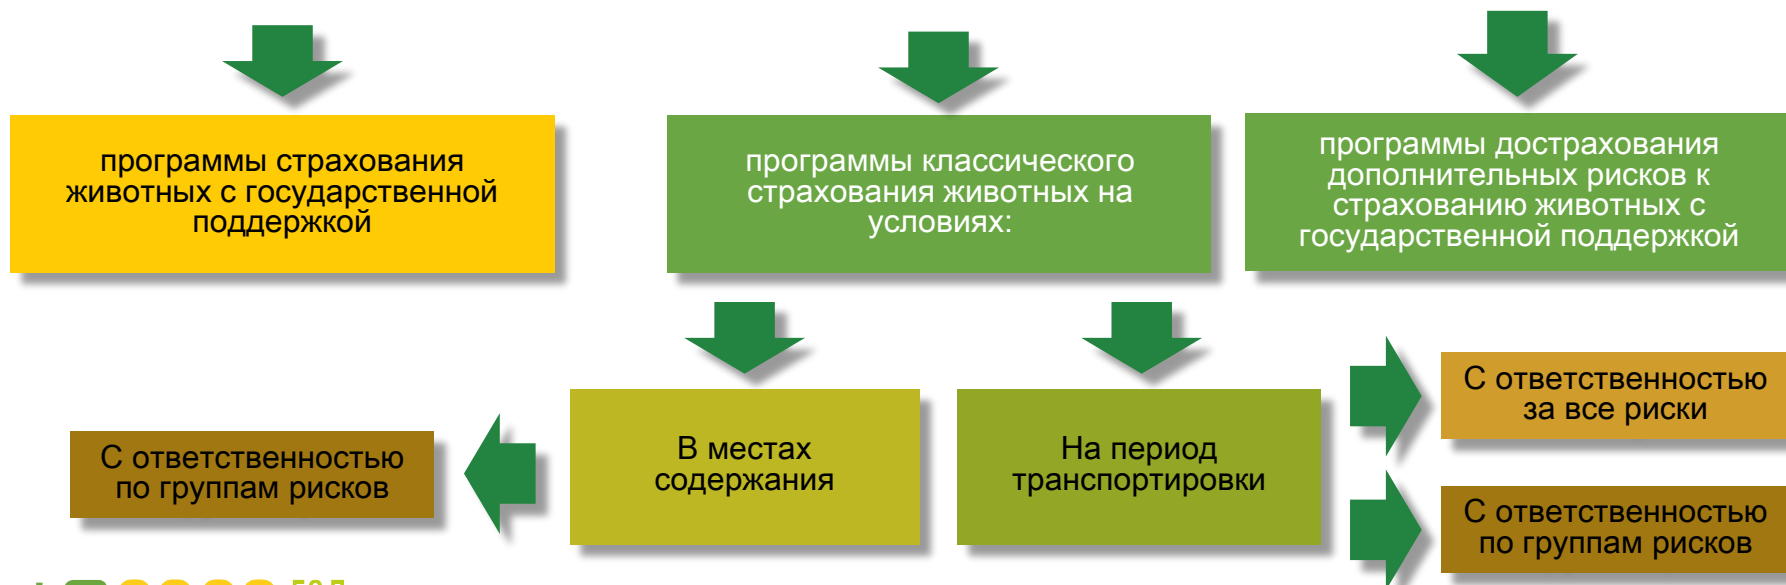 программы страхования
животных с государственной
поддержкой
программы классического
страхования животных на
условиях:
программы дострахования
дополнительных рисков к
страхованию животных с
государственной поддержкой
С ответственностью
по группам рисков
В местах
содержания
На период
транспортировки
С ответственностью
за все риски
С ответственностью
по группам рисков